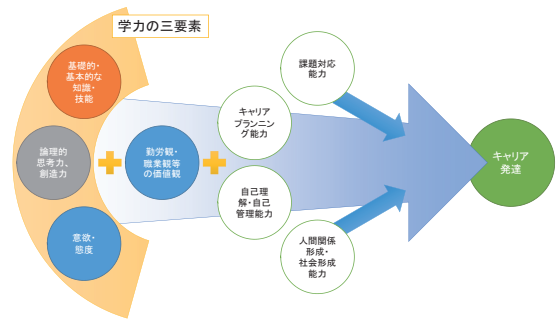 学力の三要素
基礎的・
基本的な
知識・
技能
論理的
思考力、
創造力
意欲・
態度
勤労観・
職業観等
の価値観
キャリア
プランニン
グ能力
自己理
解・自己
管理能力
課題対応
能力
人間関係
形成・
社会形成
能力
キャリア
発達